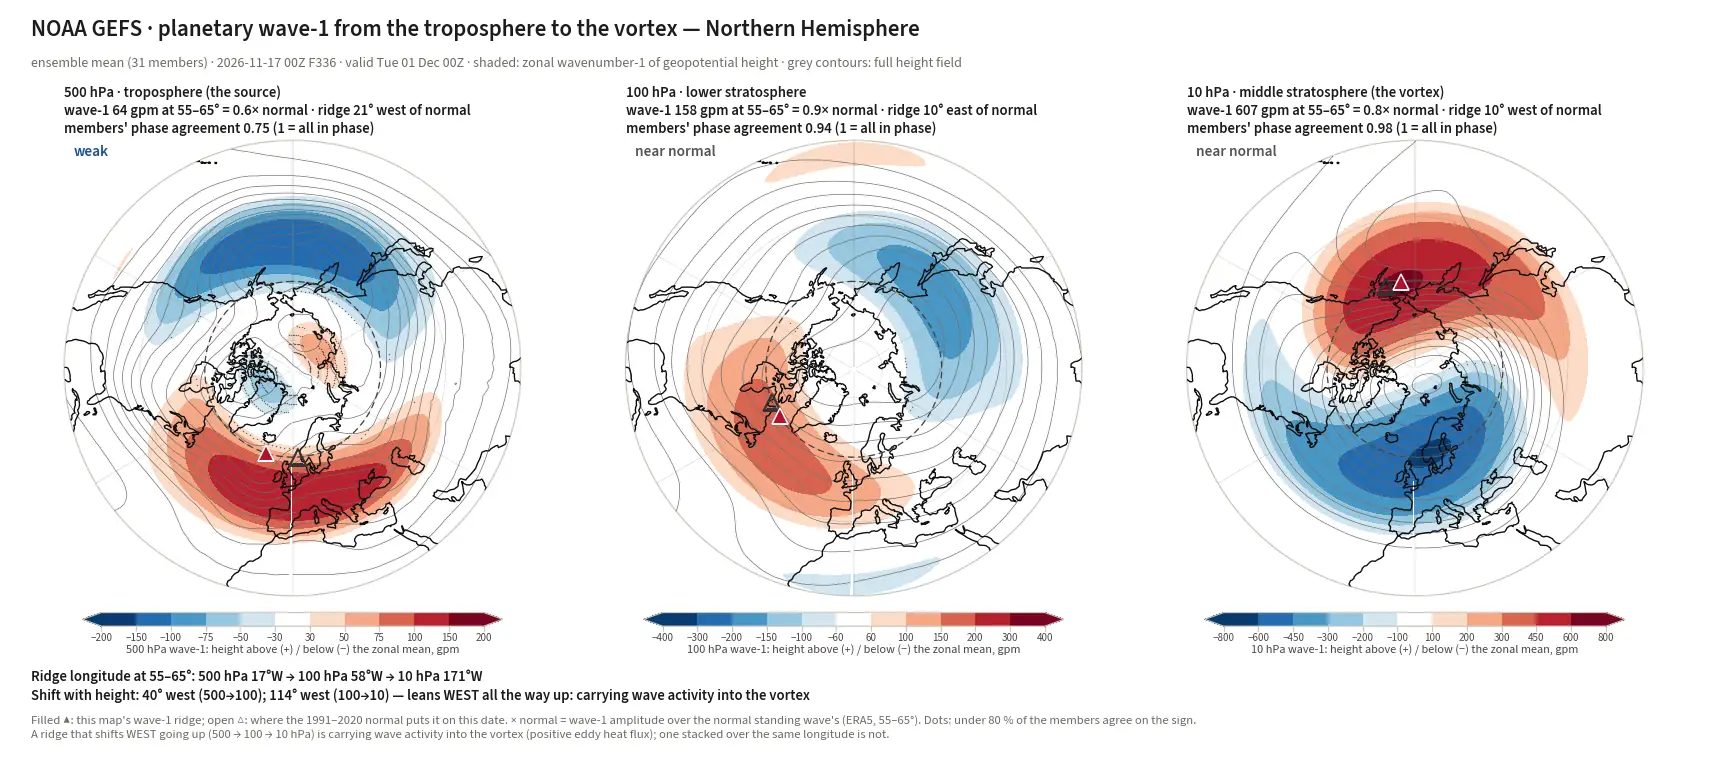 NOAA GEFS · planetary wave-1 from the troposphere to the vortex — Northern Hemisphere
ensemble mean (31 members) · 2026-11-17 00Z F336 · valid Tue 01 Dec 00Z · shaded: zonal wavenumber-1 of geopotential height · grey contours: full height field
500 hPa · troposphere (the source)
wave-1 64 gpm at 55–65° = 0.6× normal · ridge 21° west of normal
members' phase agreement 0.75 (1 = all in phase)
weak
100 hPa · lower stratosphere
wave-1 158 gpm at 55–65° = 0.9× normal · ridge 10° east of normal
members' phase agreement 0.94 (1 = all in phase)
near normal
10 hPa · middle stratosphere (the vortex)
wave-1 607 gpm at 55–65° = 0.8× normal · ridge 10° west of normal
members' phase agreement 0.98 (1 = all in phase)
near normal
−200 −150 −100 −75 −50 −30 30 50 75 100 150 200
500 hPa wave-1: height above (+) / below (−) the zonal mean, gpm
−400 −300 −200 −150 −100 −60 60 100 150 200 300 400
100 hPa wave-1: height above (+) / below (−) the zonal mean, gpm
−800 −600 −450 −300 −200 −100 100 200 300 450 600 800
10 hPa wave-1: height above (+) / below (−) the zonal mean, gpm
Ridge longitude at 55–65°: 500 hPa 17°W → 100 hPa 58°W → 10 hPa 171°W
Shift with height: 40° west (500→100); 114° west (100→10) — leans WEST all the way up: carrying wave activity into the vortex
Filled ▲: this map's wave-1 ridge; open △: where the 1991–2020 normal puts it on this date. × normal = wave-1 amplitude over the normal standing wave's (ERA5, 55–65°). Dots: under 80 % of the members agree on the sign.
A ridge that shifts WEST going up (500 → 100 → 10 hPa) is carrying wave activity into the vortex (positive eddy heat flux); one stacked over the same longitude is not.